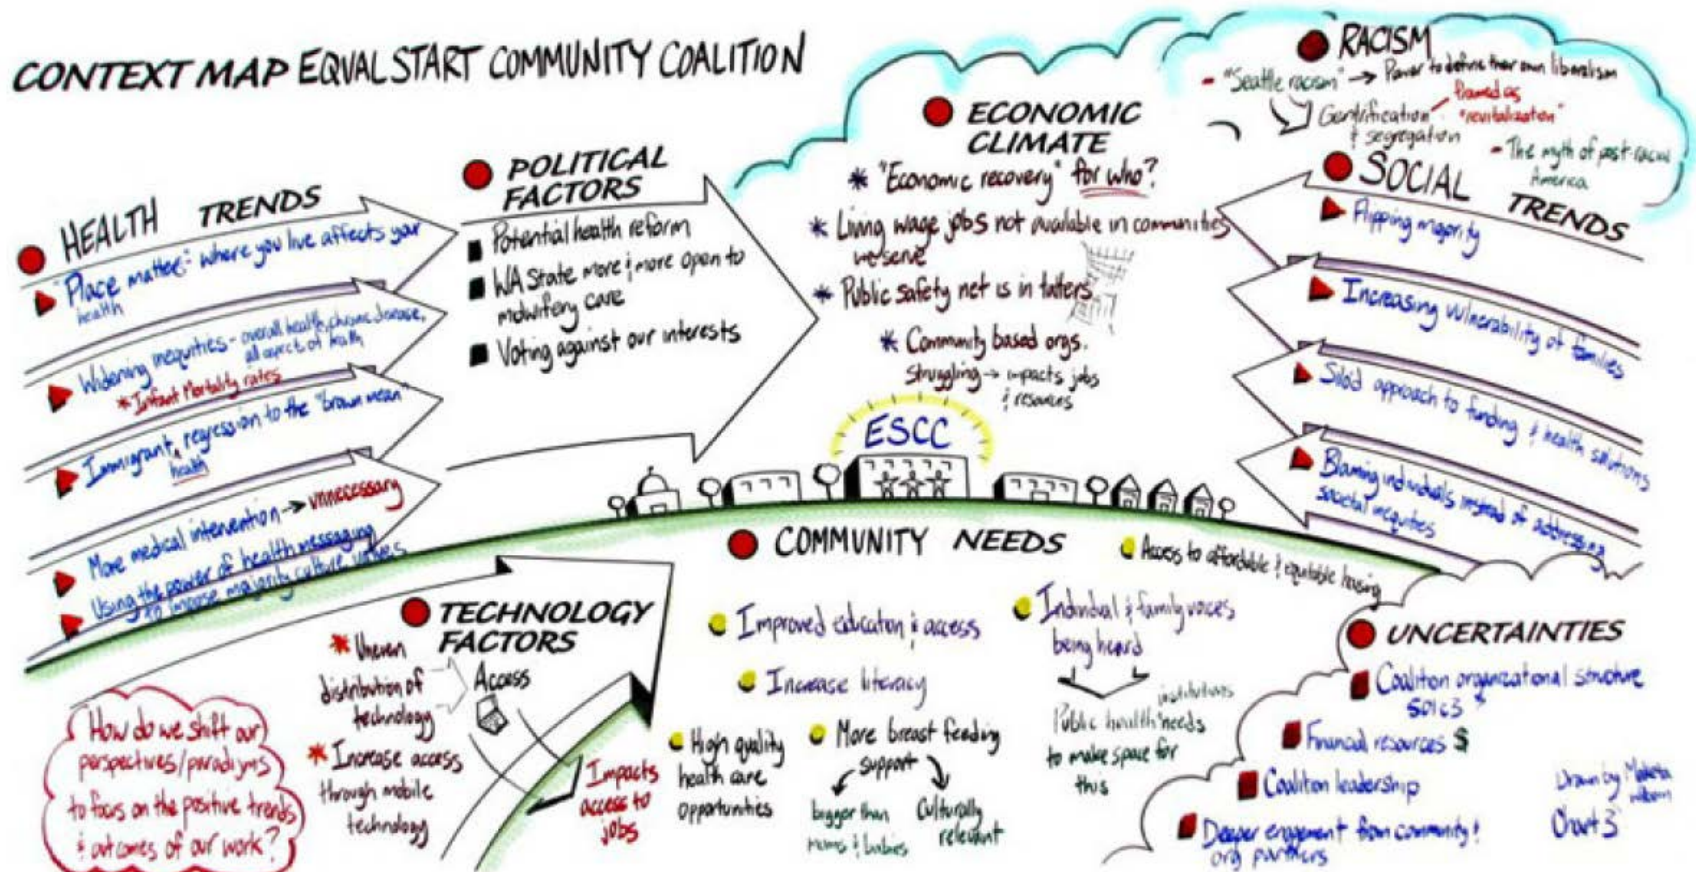 CONTEXT MAP EQUAL START COMMUNITY COALITION
HEALTH TRENDS
"Place matters:" where you live affects your
health
Widening inequities - overall health, chronic disease,
all aspect of health
* Infant Mortality rates
Immigrant regression to the "brown mean"
health
More medical intervention → unnecessary
Using the power of health messaging
to impose majority culture values
POLITICAL
FACTORS
Potential health reform
WA State more & more open to
midwifery care
Voting against our interests
ECONOMIC
CLIMATE
* "Economic recovery" for who?
* Living wage jobs not available in communities
we serve
* Public safety net is in tatters
* Community based orgs.
struggling → impacts jobs
& resources
ESCC
RACISM
- "Seattle racism" → Power to define their own liberalism
Gentrification
& segregation
framed as
"revitalization"
- The myth of post-racial
America
SOCIAL TRENDS
Flipping majority
Increasing vulnerability of families
Silo'd approach to funding & health solutions
Blaming individuals instead of addressing
societal inequities
TECHNOLOGY
FACTORS
* Uneven
distribution of
technology
Access
* Increase access
through mobile
technology
Impacts
access to
jobs
How do we shift our
perspectives/paradigms
to focus on the positive trends
& outcomes of our work?
COMMUNITY NEEDS
Access to affordable & equitable housing
Improved education & access
Increase literacy
High quality
health care
opportunities
More breast feeding
support
bigger than
moms & babies
Culturally
relevant
Individual & family voices
being heard
institutions
Public health needs
to make space for
this
UNCERTAINTIES
Coalition organizational structure
501c3
Financial resources $
Coalition leadership
Deeper engagement from community &
org partners
Drawn by
Chart 3